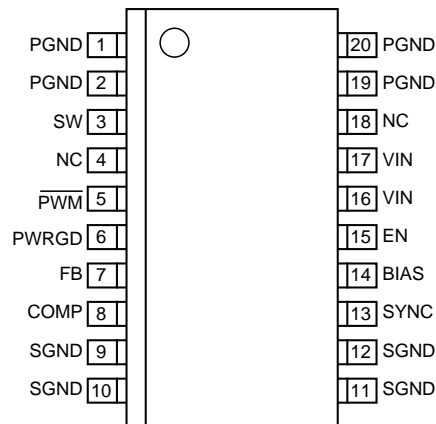 PGND 1 20 PGND
PGND 2 19 PGND
SW 3 18 NC
NC 4 17 VIN
PWM 5 16 VIN
PWRGD 6 15 EN
FB 7 14 BIAS
COMP 8 13 SYNC
SGND 9 12 SGND
SGND 10 11 SGND